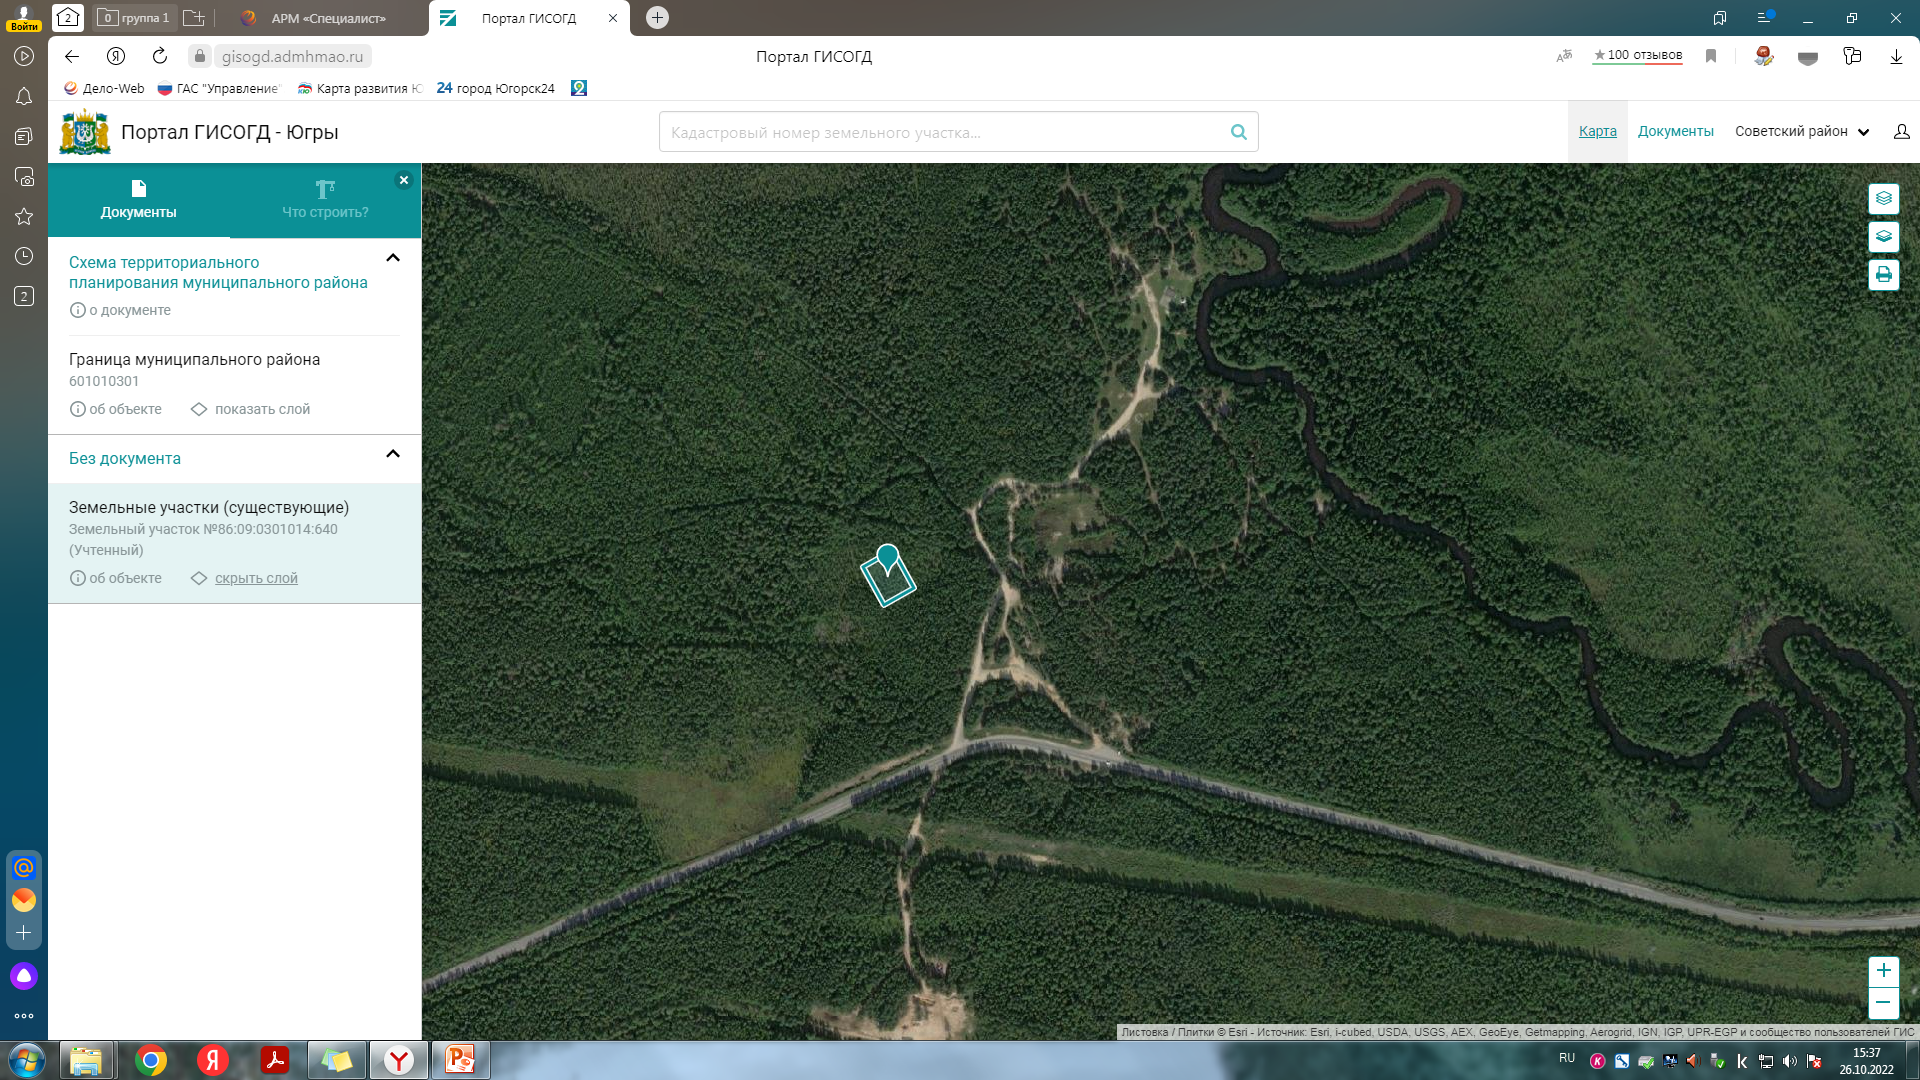 Войти
2
0 группа 1
АРМ «Специалист»
Портал ГИСОГД
gisogd.admhmao.ru
Портал ГИСОГД
100 отзывов
Дело-Web
ГАС "Управление"
Карта развития Ю
24 город Югорск24
Портал ГИСОГД - Югры
Кадастровый номер земельного участка...
Карта
Документы
Советский район
2
Документы
Что строить?
Схема территориального
планирования муниципального района
о документе
Граница муниципального района
601010301
об объекте
показать слой
Без документа
Земельные участки (существующие)
Земельный участок №86:09:0301014:640
(Учтенный)
об объекте
скрыть слой
+
−
Листовка / Плитки © Esri - Источник: Esri, i-cubed, USDA, USGS, AEX, GeoEye, Getmapping, Aerogrid, IGN, IGP, UPR-EGP и сообщество пользователей ГИС
RU
15:37
26.10.2022